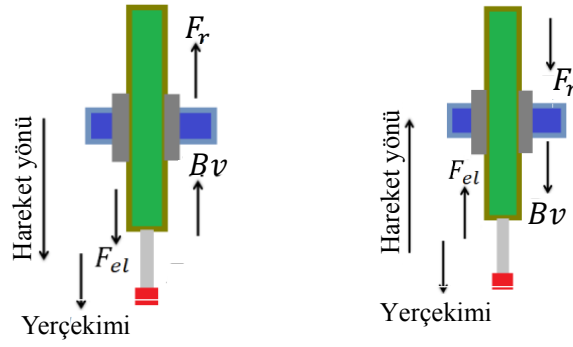 F_r
Hareket yönü
Bv
F_el
Yerçekimi
F_r
Hareket yönü
F_el
Bv
Yerçekimi